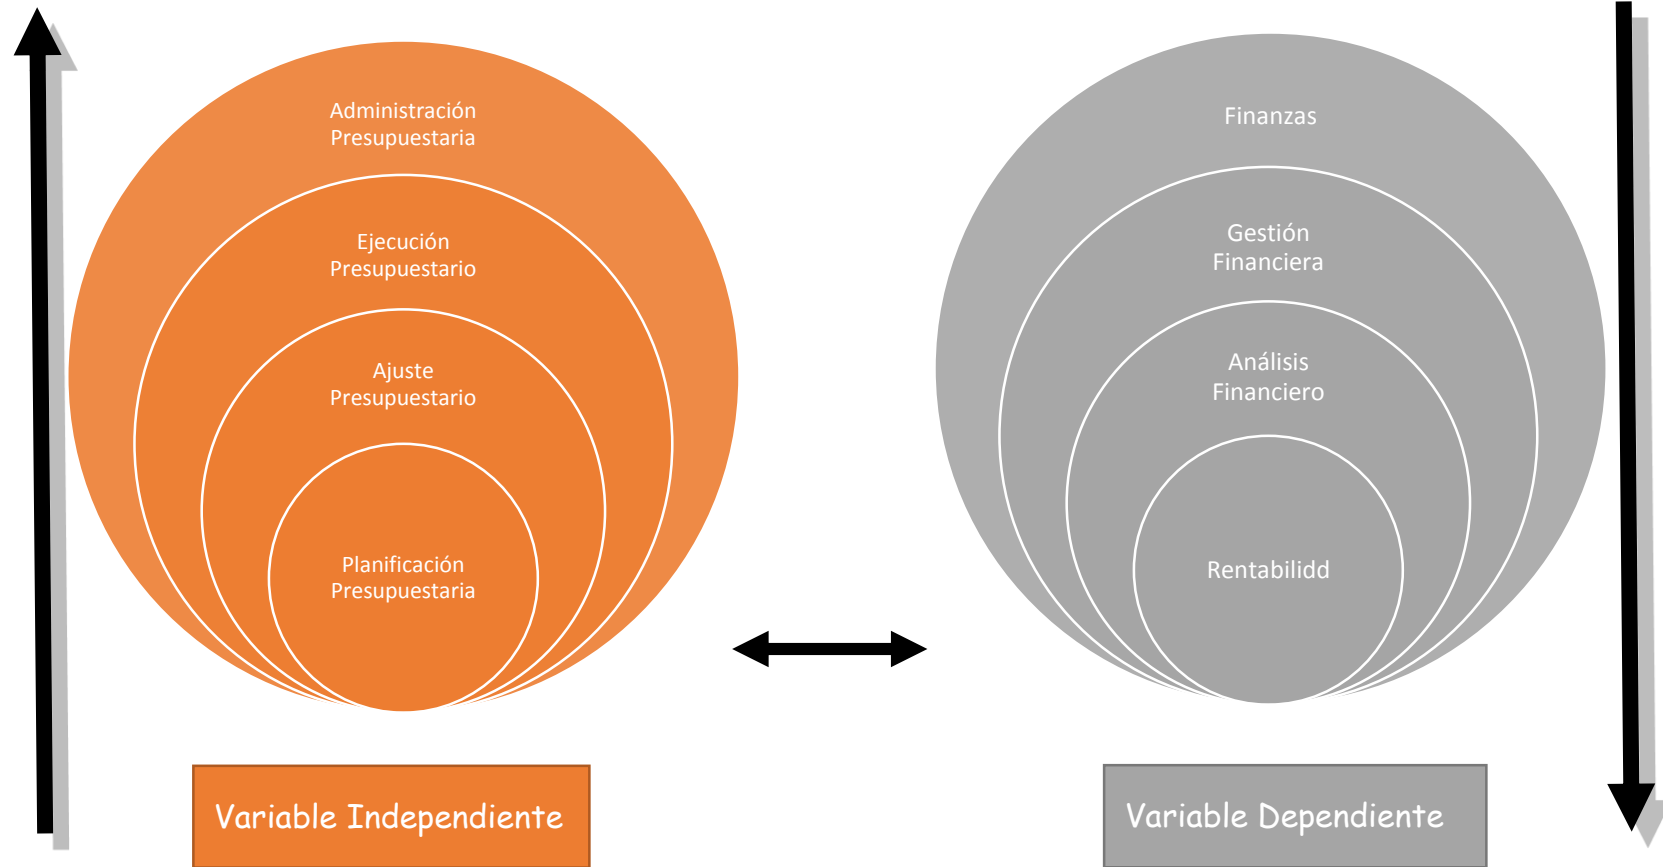 Administración
Presupuestaria
Ejecución
Presupuestario
Ajuste
Presupuestario
Planificación
Presupuestaria
Variable Independiente
Finanzas
Gestión
Financiera
Análisis
Financiero
Rentabilidd
Variable Dependiente